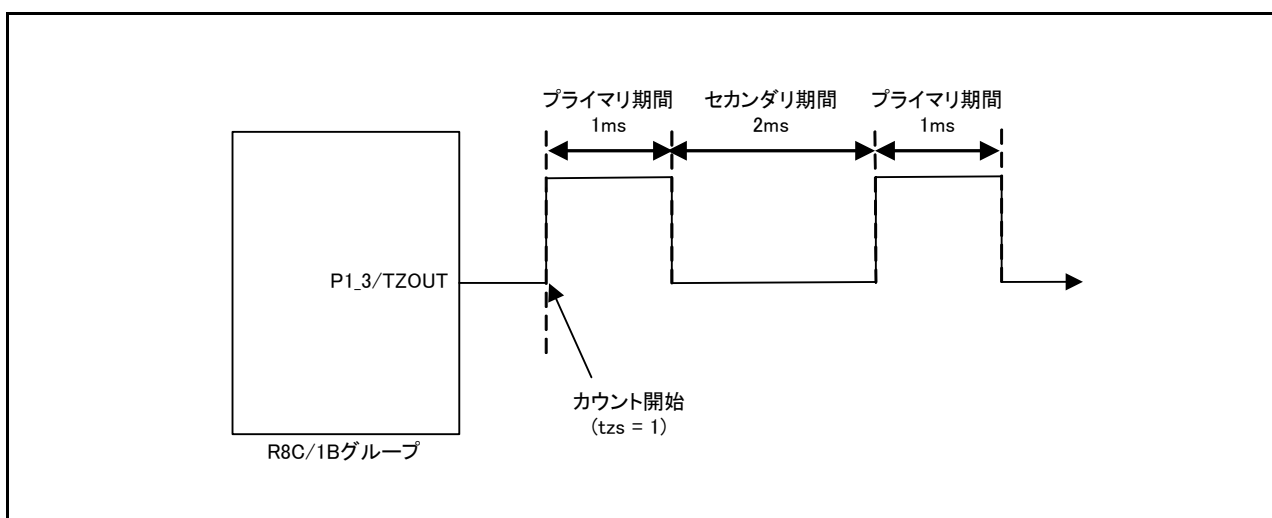 プライマリ期間
1ms
セカンダリ期間
2ms
プライマリ期間
1ms
P1_3/TZOUT
カウント開始
(tzs = 1)
R8C/1Bグループ